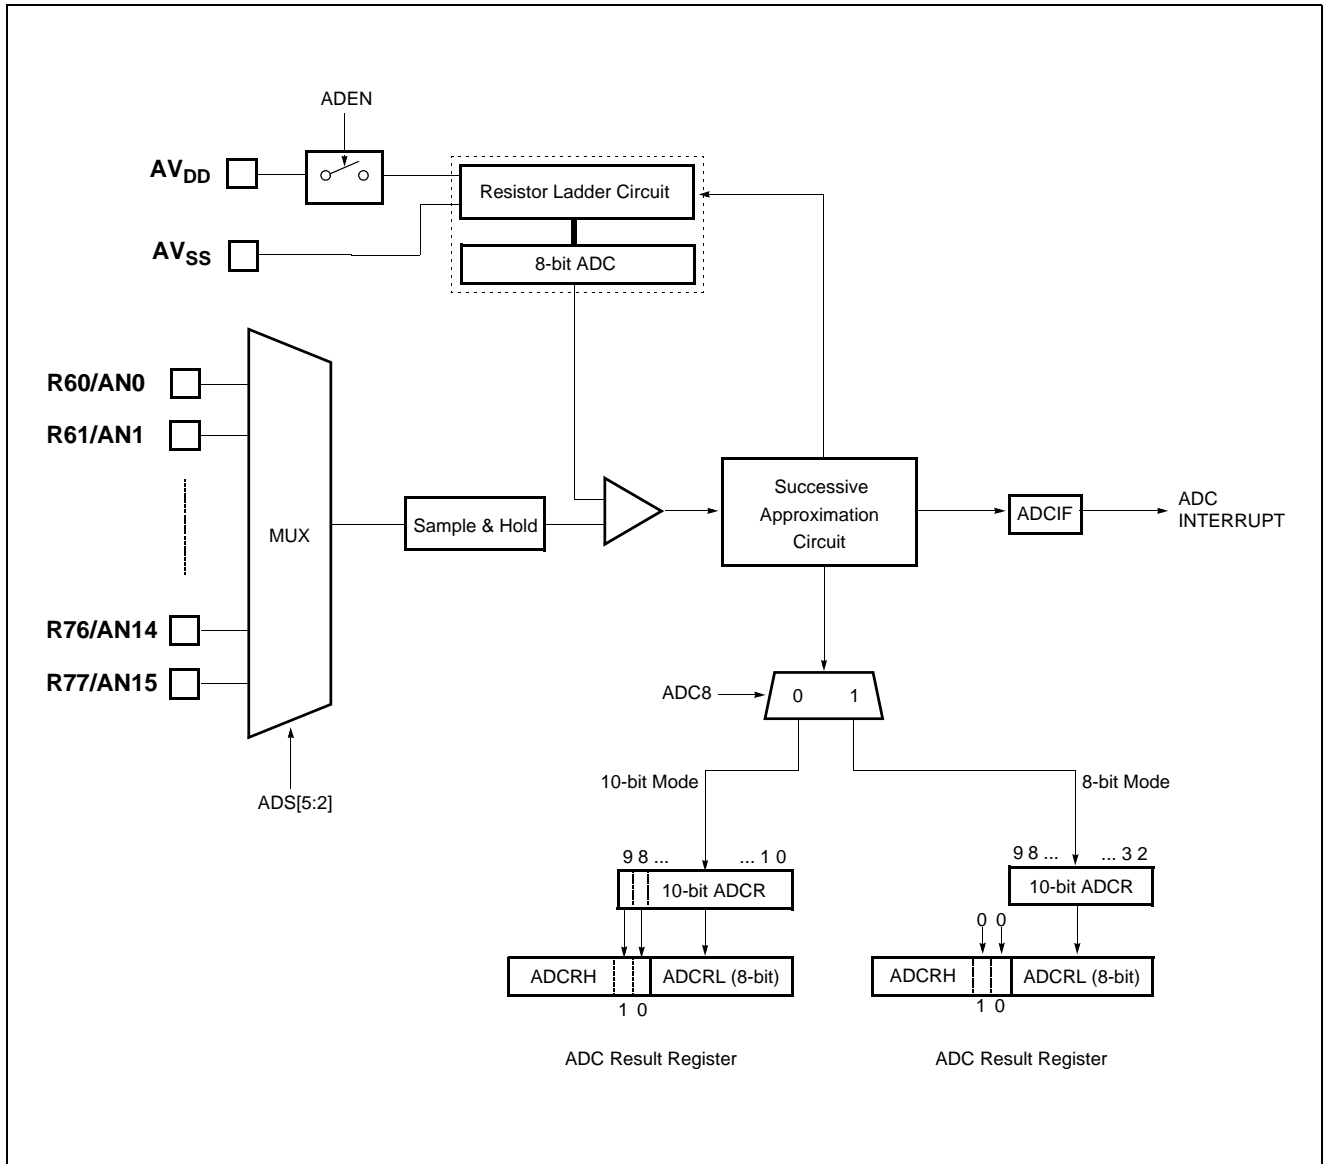 ADEN
AVDD
Resistor Ladder Circuit
AVSS
8-bit ADC
R60/AN0
R61/AN1
MUX
Sample & Hold
Successive
Approximation
Circuit
ADCIF
ADC
INTERRUPT
R76/AN14
R77/AN15
ADS[5:2]
ADC8
0 1
10-bit Mode
8-bit Mode
9 8 ... ... 1 0
10-bit ADCR
ADCRH
ADCRL (8-bit)
1 0
ADC Result Register
9 8 ... ... 3 2
10-bit ADCR
0 0
ADCRH
ADCRL (8-bit)
1 0
ADC Result Register